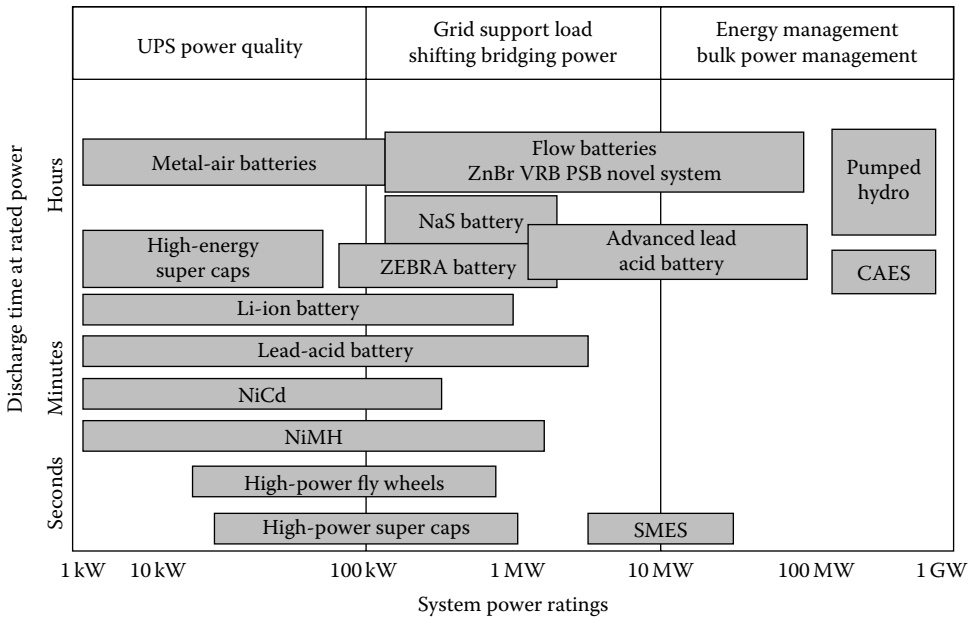 UPS power quality
Grid support load
shifting bridging power
Energy management
bulk power management
Discharge time at rated power
Hours
Minutes
Seconds
Metal-air batteries
Flow batteries
ZnBr VRB PSB novel system
Pumped
hydro
NaS battery
High-energy
super caps
ZEBRA battery
Advanced lead
acid battery
CAES
Li-ion battery
Lead-acid battery
NiCd
NiMH
High-power fly wheels
High-power super caps
SMES
1 kW 10 kW 100 kW 1 MW 10 MW 100 MW 1 GW
System power ratings